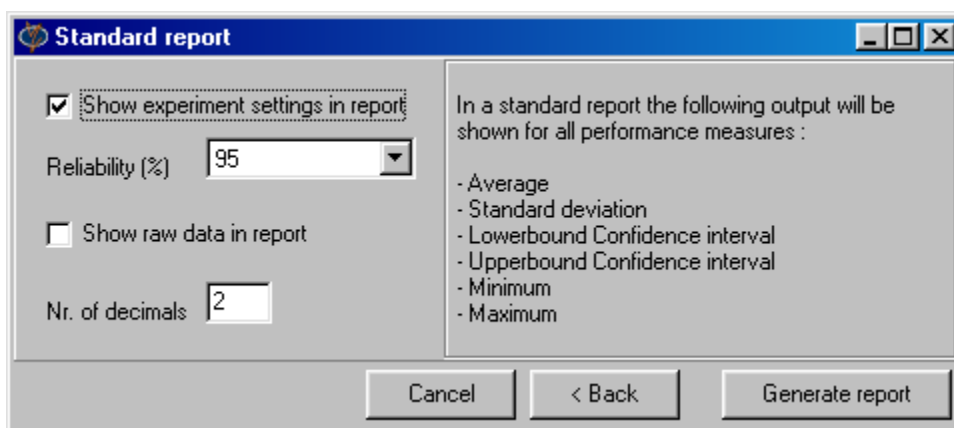 Standard report
Show experiment settings in report
Reliability (%)
95
Show raw data in report
Nr. of decimals
2
In a standard report the following output will be
shown for all performance measures :
- Average
- Standard deviation
- Lowerbound Confidence interval
- Upperbound Confidence interval
- Minimum
- Maximum
Cancel
< Back
Generate report